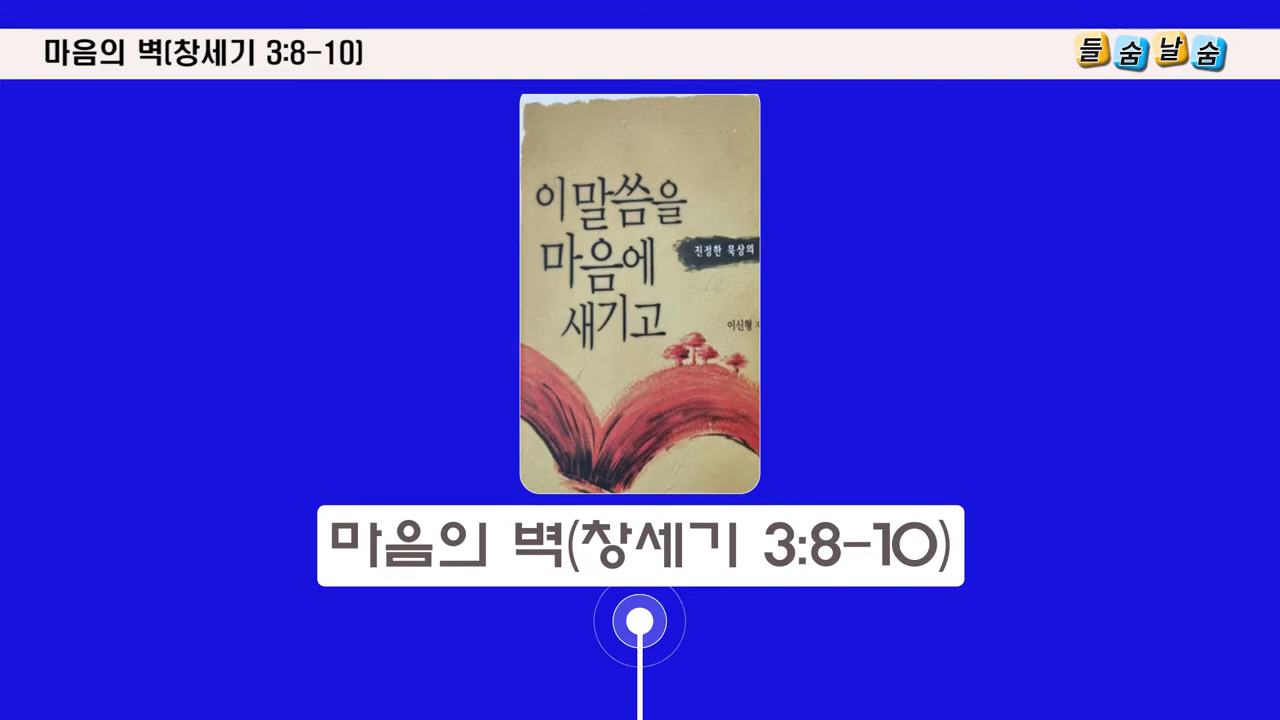 마음의 벽(창세기 3:8-10)
들숨날숨
이말씀을
마음에
새기고
진정한 묵상의
이신형
마음의 벽(창세기 3:8-10)